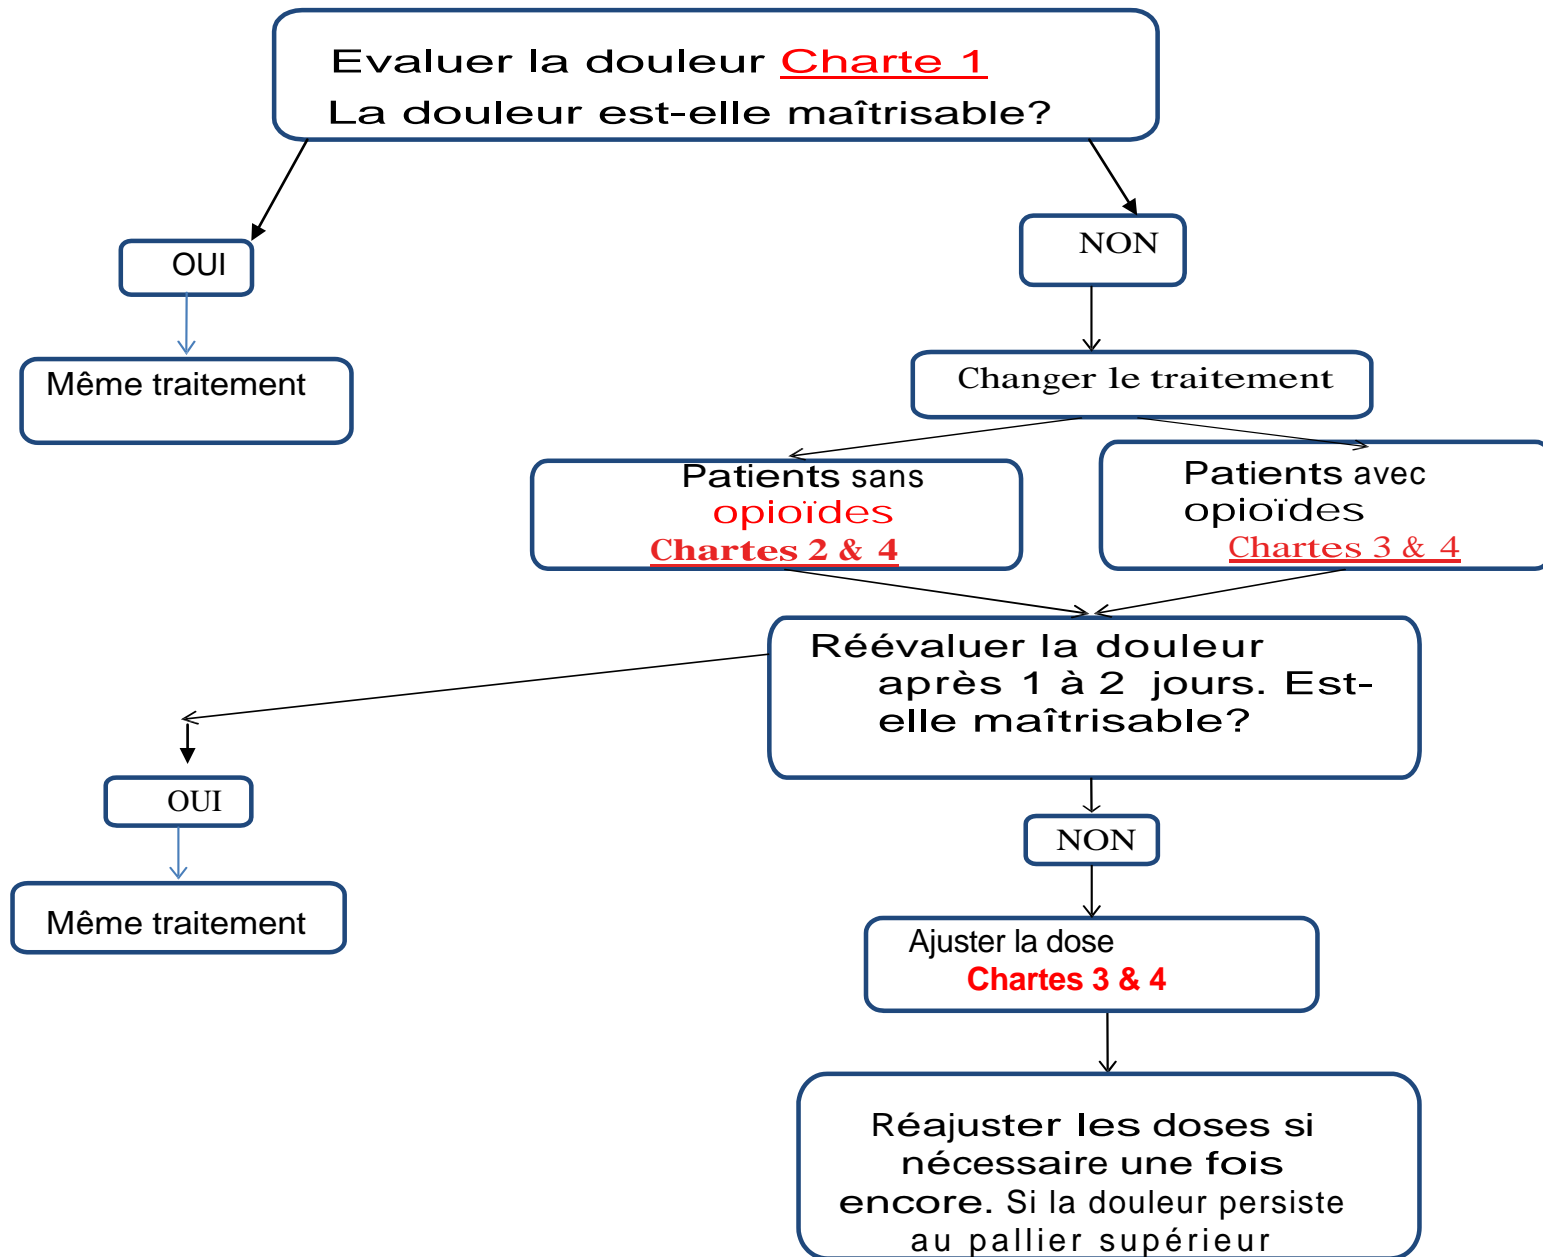 Evaluer la douleur Charte 1
La douleur est-elle maîtrisable?
OUI
NON
Même traitement
Changer le traitement
Patients sans
opioïdes
Chartes 2 & 4
Patients avec
opioïdes
Chartes 3 & 4
Réévaluer la douleur
après 1 à 2 jours. Est-
elle maîtrisable?
OUI
NON
Même traitement
Ajuster la dose
Chartes 3 & 4
Réajuster les doses si
nécessaire une fois
encore. Si la douleur persiste
au pallier supérieur